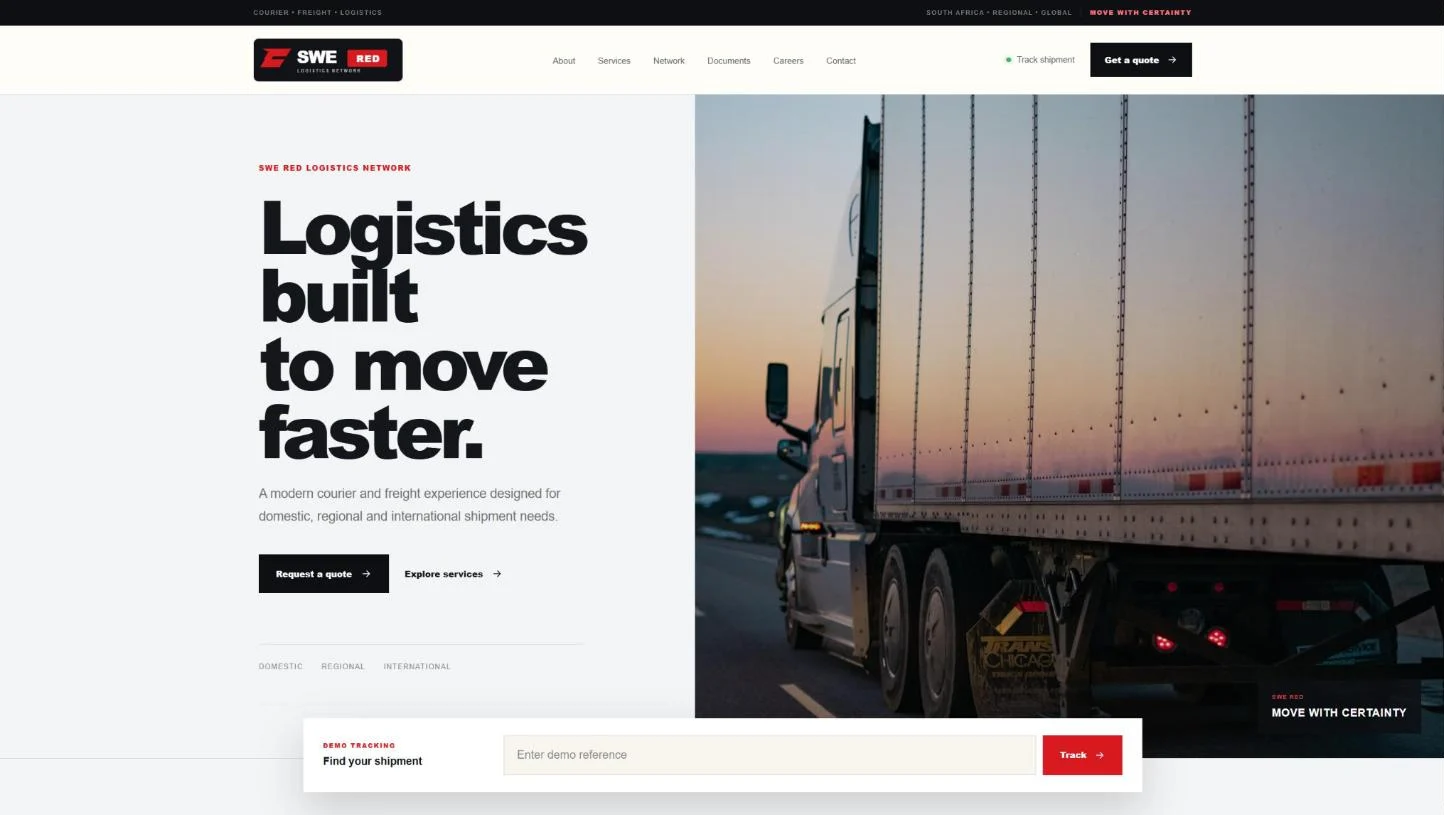 COURIER • FREIGHT • LOGISTICS
SOUTH AFRICA • REGIONAL • GLOBAL
MOVE WITH CERTAINTY
SWE RED
LOGISTICS NETWORK
About
Services
Network
Documents
Careers
Contact
Track shipment
Get a quote →
SWE RED LOGISTICS NETWORK
Logistics
built
to move
faster.
A modern courier and freight experience designed for
domestic, regional and international shipment needs.
Request a quote →
Explore services →
DOMESTIC
REGIONAL
INTERNATIONAL
TRANS
CHICAGO
SWE RED
MOVE WITH CERTAINTY
DEMO TRACKING
Find your shipment
Enter demo reference
Track →